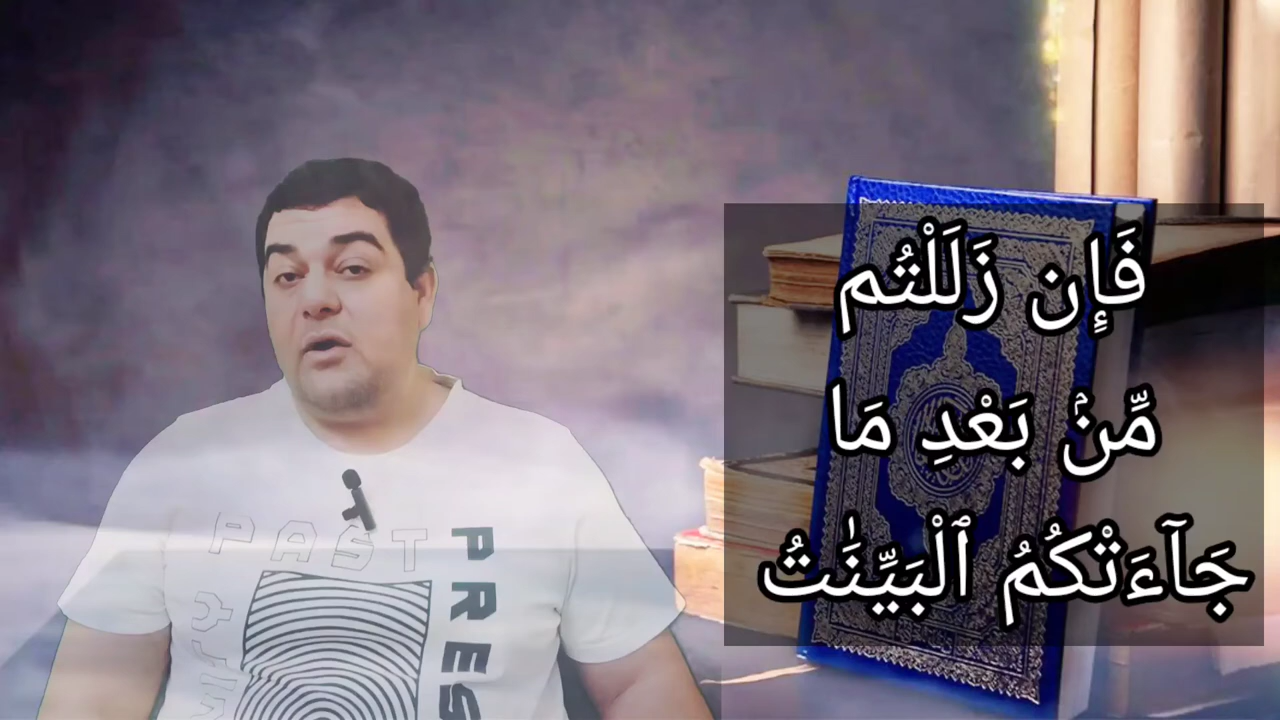 فَإِن زَلَلْتُم
مِّنۢ بَعْدِ مَا
جَآءَتْكُمُ ٱلْبَيِّنَٰتُ
PAST
PRES